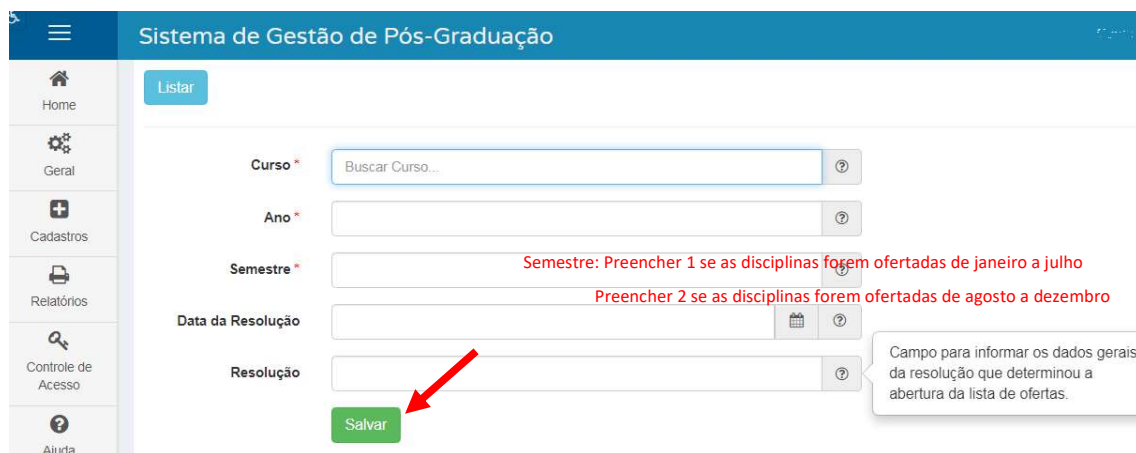 Sistema de Gestão de Pós-Graduação
Home
Geral
Cadastros
Relatórios
Controle de
Acesso
Ajuda
Listar
Curso *
Buscar Curso...
Ano *
Semestre *
Semestre: Preencher 1 se as disciplinas forem ofertadas de janeiro a julho
Preencher 2 se as disciplinas forem ofertadas de agosto a dezembro
Data da Resolução
Resolução
Campo para informar os dados gerais
da resolução que determinou a
abertura da lista de ofertas.
Salvar